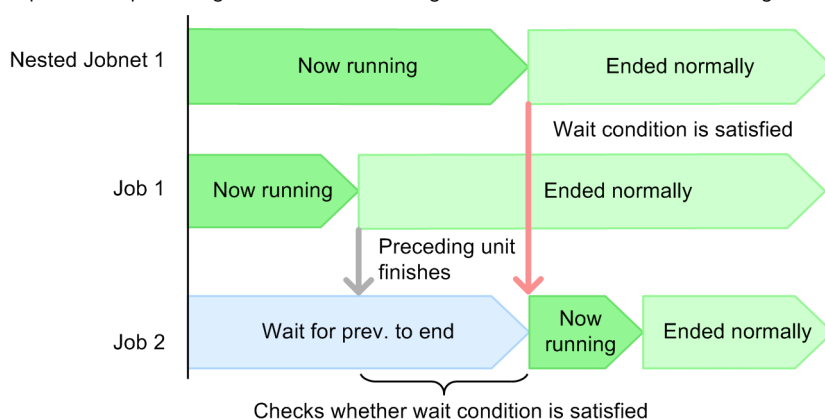 Nested Jobnet 1
Now running
Ended normally
Wait condition is satisfied
Job 1
Now running
Ended normally
Preceding unit
finishes
Job 2
Wait for prev. to end
Now
running
Ended normally
Checks whether wait condition is satisfied